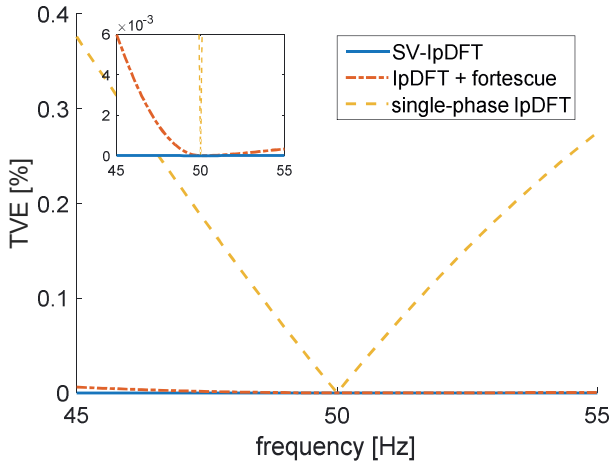 6 ×10⁻³
4
2
0
45 50 55
SV-IpDFT
IpDFT + fortescue
single-phase IpDFT
0.4
0.3
0.2
0.1
0
TVE [%]
45 50 55
frequency [Hz]